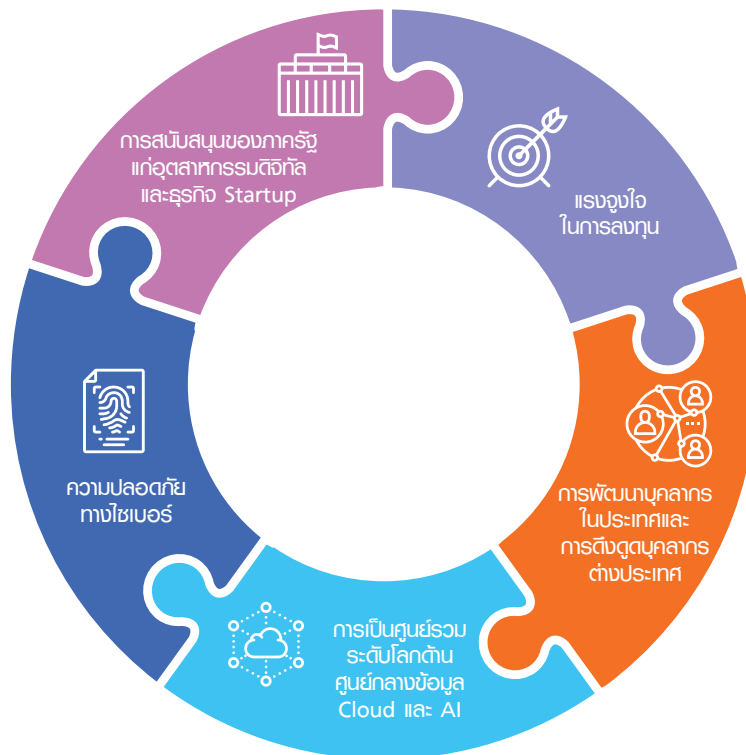 การสนับสนุนของภาครัฐ
แก่อุตสาหกรรมดิจิทัล
และธุรกิจ Startup
แรงจูงใจ
ในการลงทุน
การพัฒนาบุคลากร
ในประเทศและ
การดึงดูดบุคลากร
ต่างประเทศ
การเป็นศูนย์รวม
ระดับโลกด้าน
ศูนย์กลางข้อมูล
Cloud และ AI
ความปลอดภัย
ทางไซเบอร์